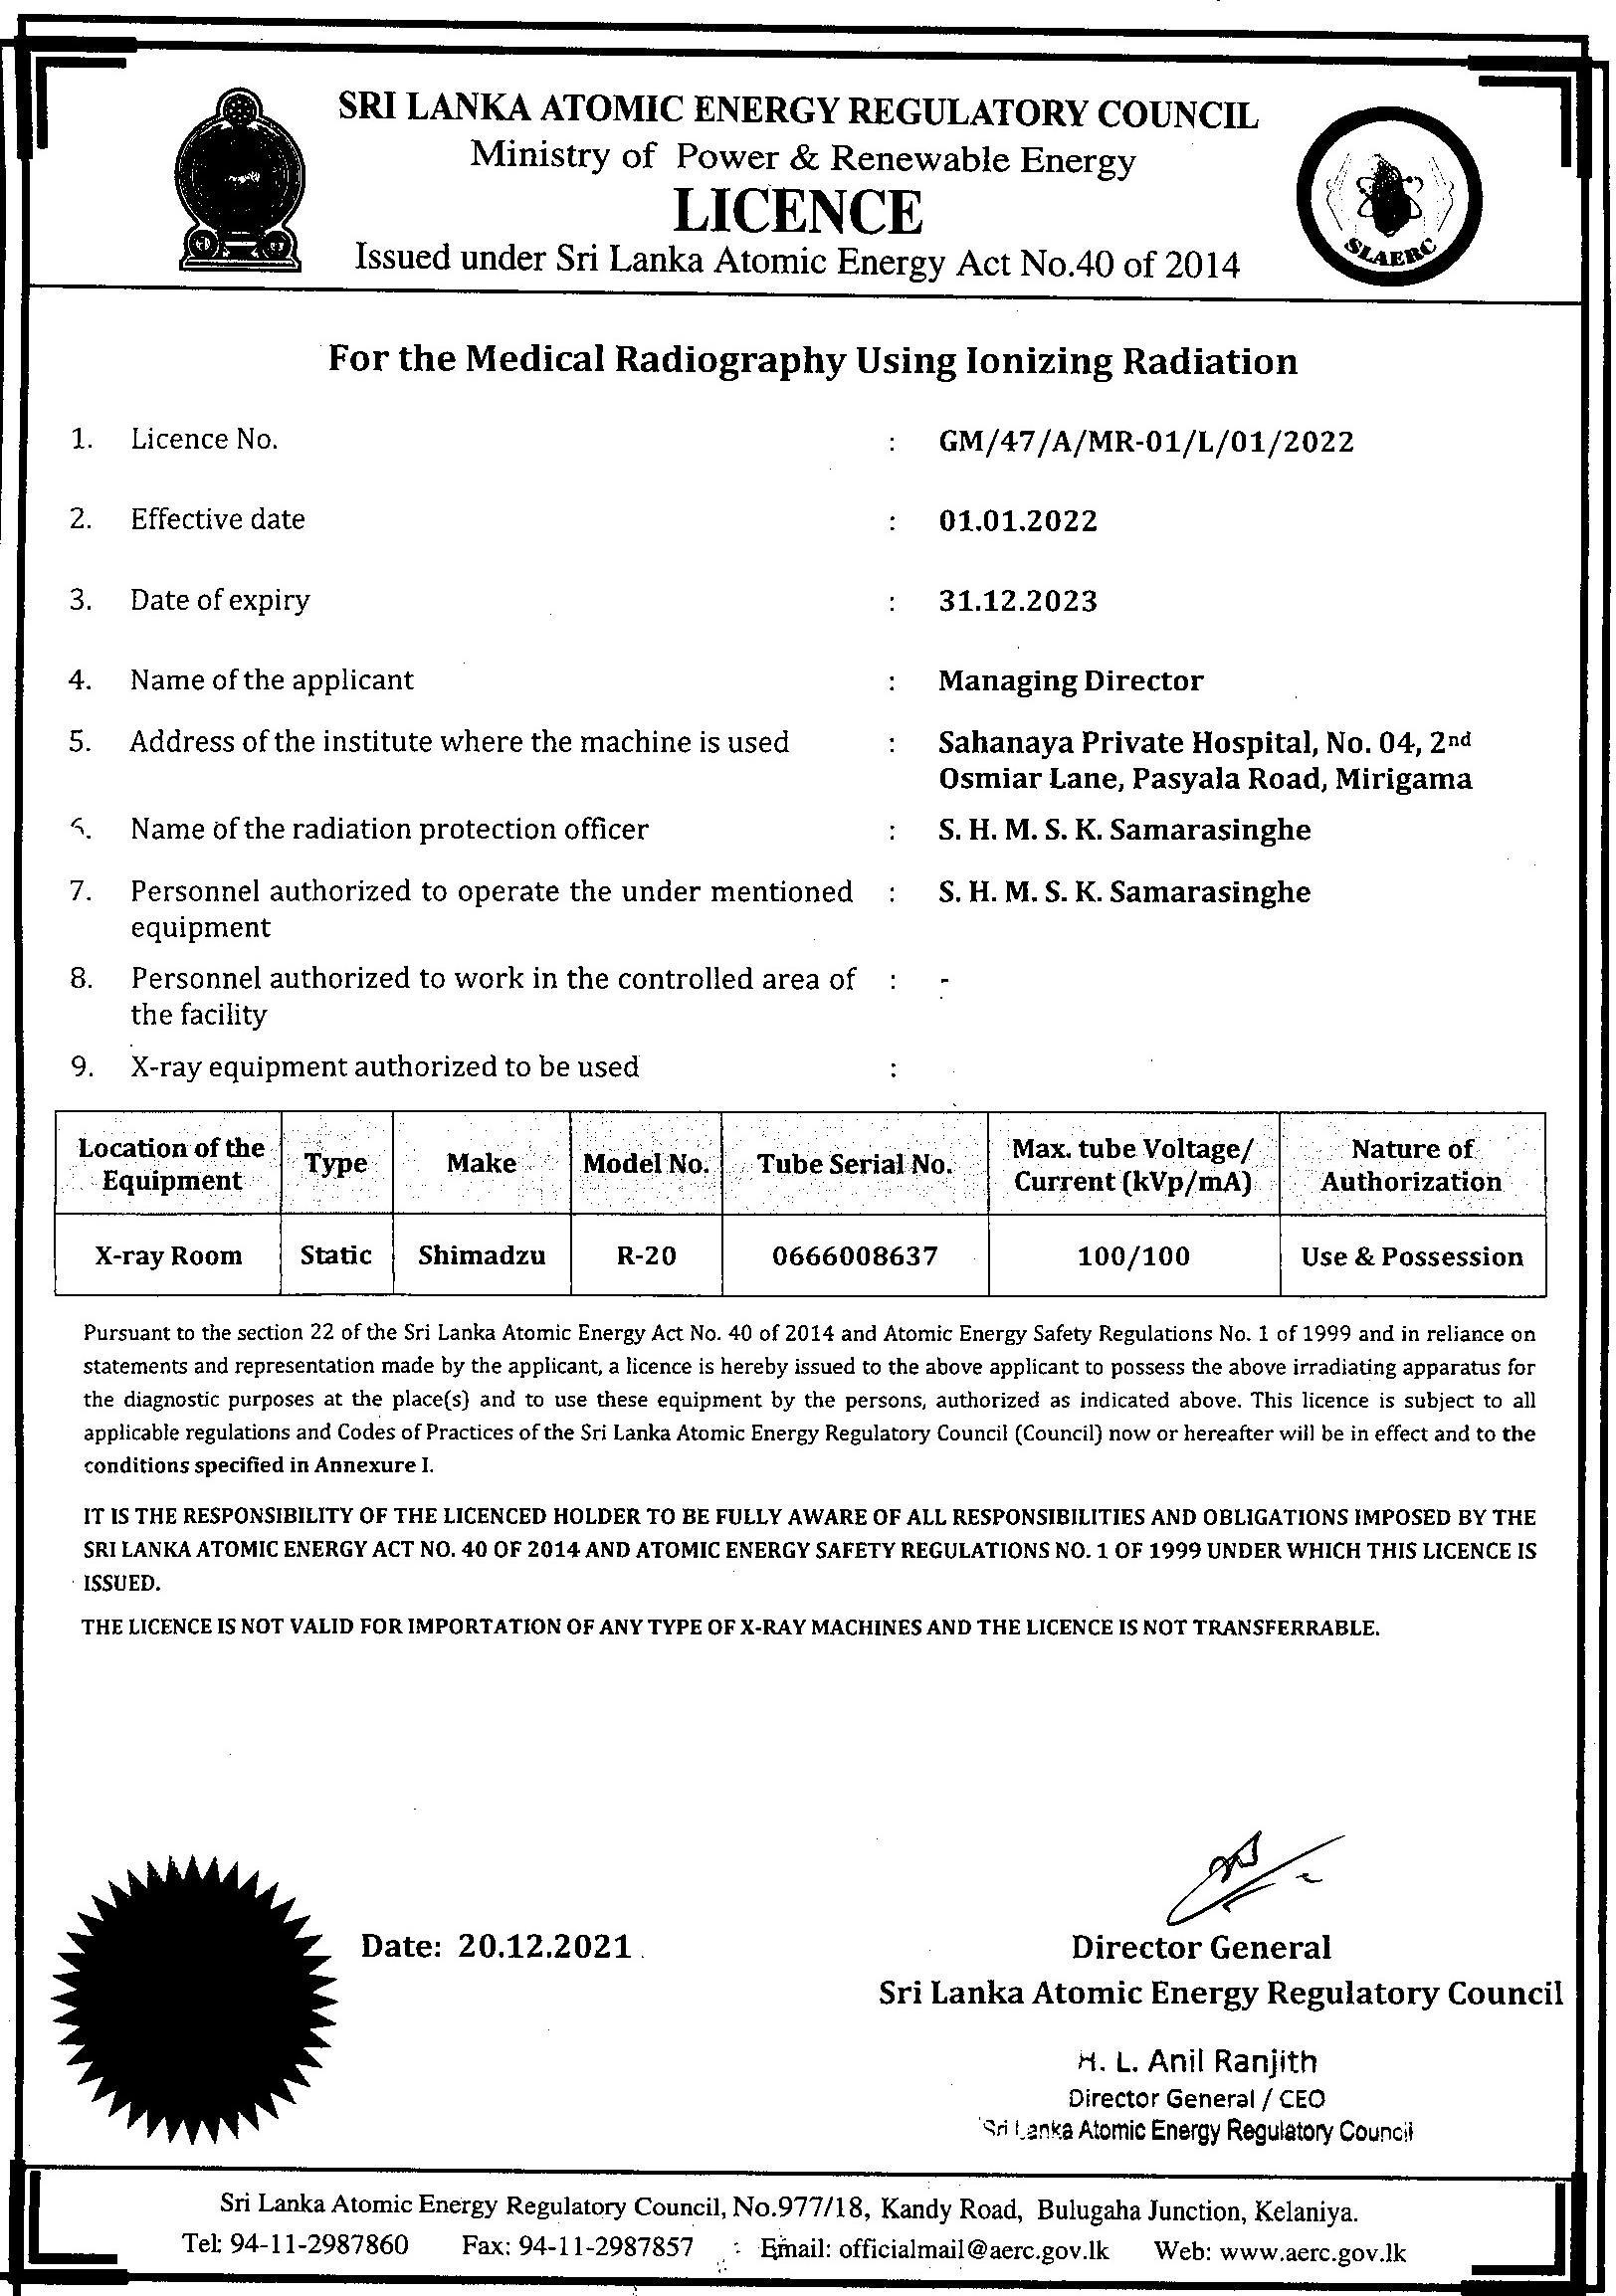 SRI LANKA ATOMIC ENERGY REGULATORY COUNCIL
Ministry of Power & Renewable Energy
LICENCE
Issued under Sri Lanka Atomic Energy Act No.40 of 2014
SLAERC
For the Medical Radiography Using Ionizing Radiation
1. Licence No. : GM/47/A/MR-01/L/01/2022
2. Effective date : 01.01.2022
3. Date of expiry : 31.12.2023
4. Name of the applicant : Managing Director
5. Address of the institute where the machine is used : Sahanaya Private Hospital, No. 04, 2nd
Osmiar Lane, Pasyala Road, Mirigama
6. Name of the radiation protection officer : S. H. M. S. K. Samarasinghe
7. Personnel authorized to operate the under mentioned : S. H. M. S. K. Samarasinghe
equipment
8. Personnel authorized to work in the controlled area of : -
the facility
9. X-ray equipment authorized to be used :
Location of the Equipment Type Make Model No. Tube Serial No. Max. tube Voltage/ Current (kVp/mA) Nature of Authorization
X-ray Room Static Shimadzu R-20 0666008637 100/100 Use & Possession
Pursuant to the section 22 of the Sri Lanka Atomic Energy Act No. 40 of 2014 and Atomic Energy Safety Regulations No. 1 of 1999 and in reliance on
statements and representation made by the applicant, a licence is hereby issued to the above applicant to possess the above irradiating apparatus for
the diagnostic purposes at the place(s) and to use these equipment by the persons, authorized as indicated above. This licence is subject to all
applicable regulations and Codes of Practices of the Sri Lanka Atomic Energy Regulatory Council (Council) now or hereafter will be in effect and to the
conditions specified in Annexure I.
IT IS THE RESPONSIBILITY OF THE LICENCED HOLDER TO BE FULLY AWARE OF ALL RESPONSIBILITIES AND OBLIGATIONS IMPOSED BY THE
SRI LANKA ATOMIC ENERGY ACT NO. 40 OF 2014 AND ATOMIC ENERGY SAFETY REGULATIONS NO. 1 OF 1999 UNDER WHICH THIS LICENCE IS
ISSUED.
THE LICENCE IS NOT VALID FOR IMPORTATION OF ANY TYPE OF X-RAY MACHINES AND THE LICENCE IS NOT TRANSFERRABLE.
Date: 20.12.2021
Director General
Sri Lanka Atomic Energy Regulatory Council
H. L. Anil Ranjith
Director General / CEO
Sri Lanka Atomic Energy Regulatory Council
Sri Lanka Atomic Energy Regulatory Council, No.977/18, Kandy Road, Bulugaha Junction, Kelaniya.
Tel: 94-11-2987860 Fax: 94-11-2987857 Email: officialmail@aerc.gov.lk Web: www.aerc.gov.lk